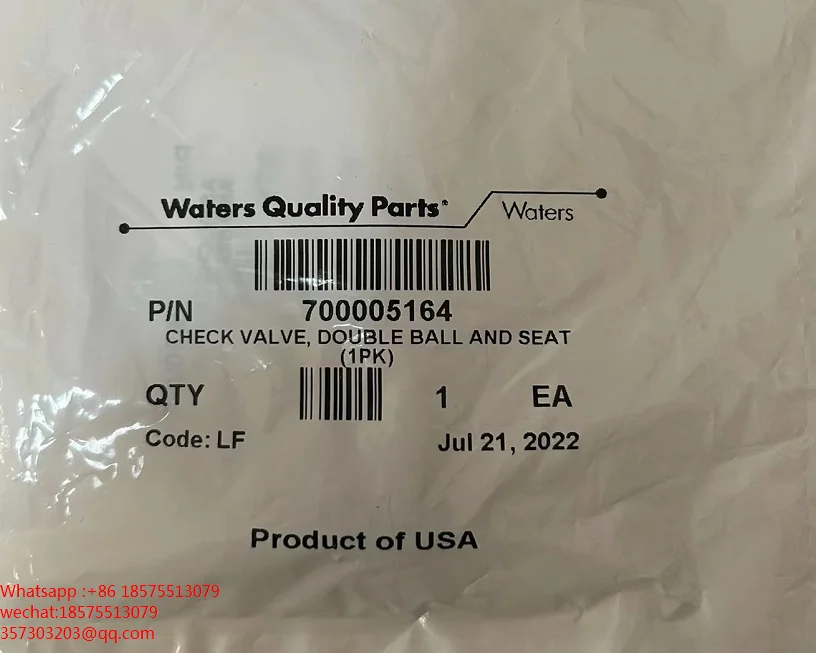 Waters Quality Parts®
Waters
P/N 700005164
CHECK VALVE, DOUBLE BALL AND SEAT
(1PK)
QTY 1 EA
Code: LF Jul 21, 2022
Product of USA
Whatsapp :+86 18575513079
wechat:18575513079
357303203@qq.com